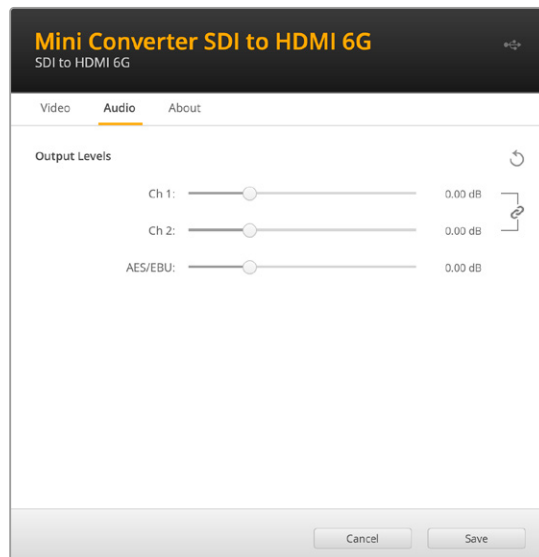 Mini Converter SDI to HDMI 6G
SDI to HDMI 6G
Video Audio About
Output Levels
Ch 1: 0.00 dB
Ch 2: 0.00 dB
AES/EBU: 0.00 dB
Cancel Save